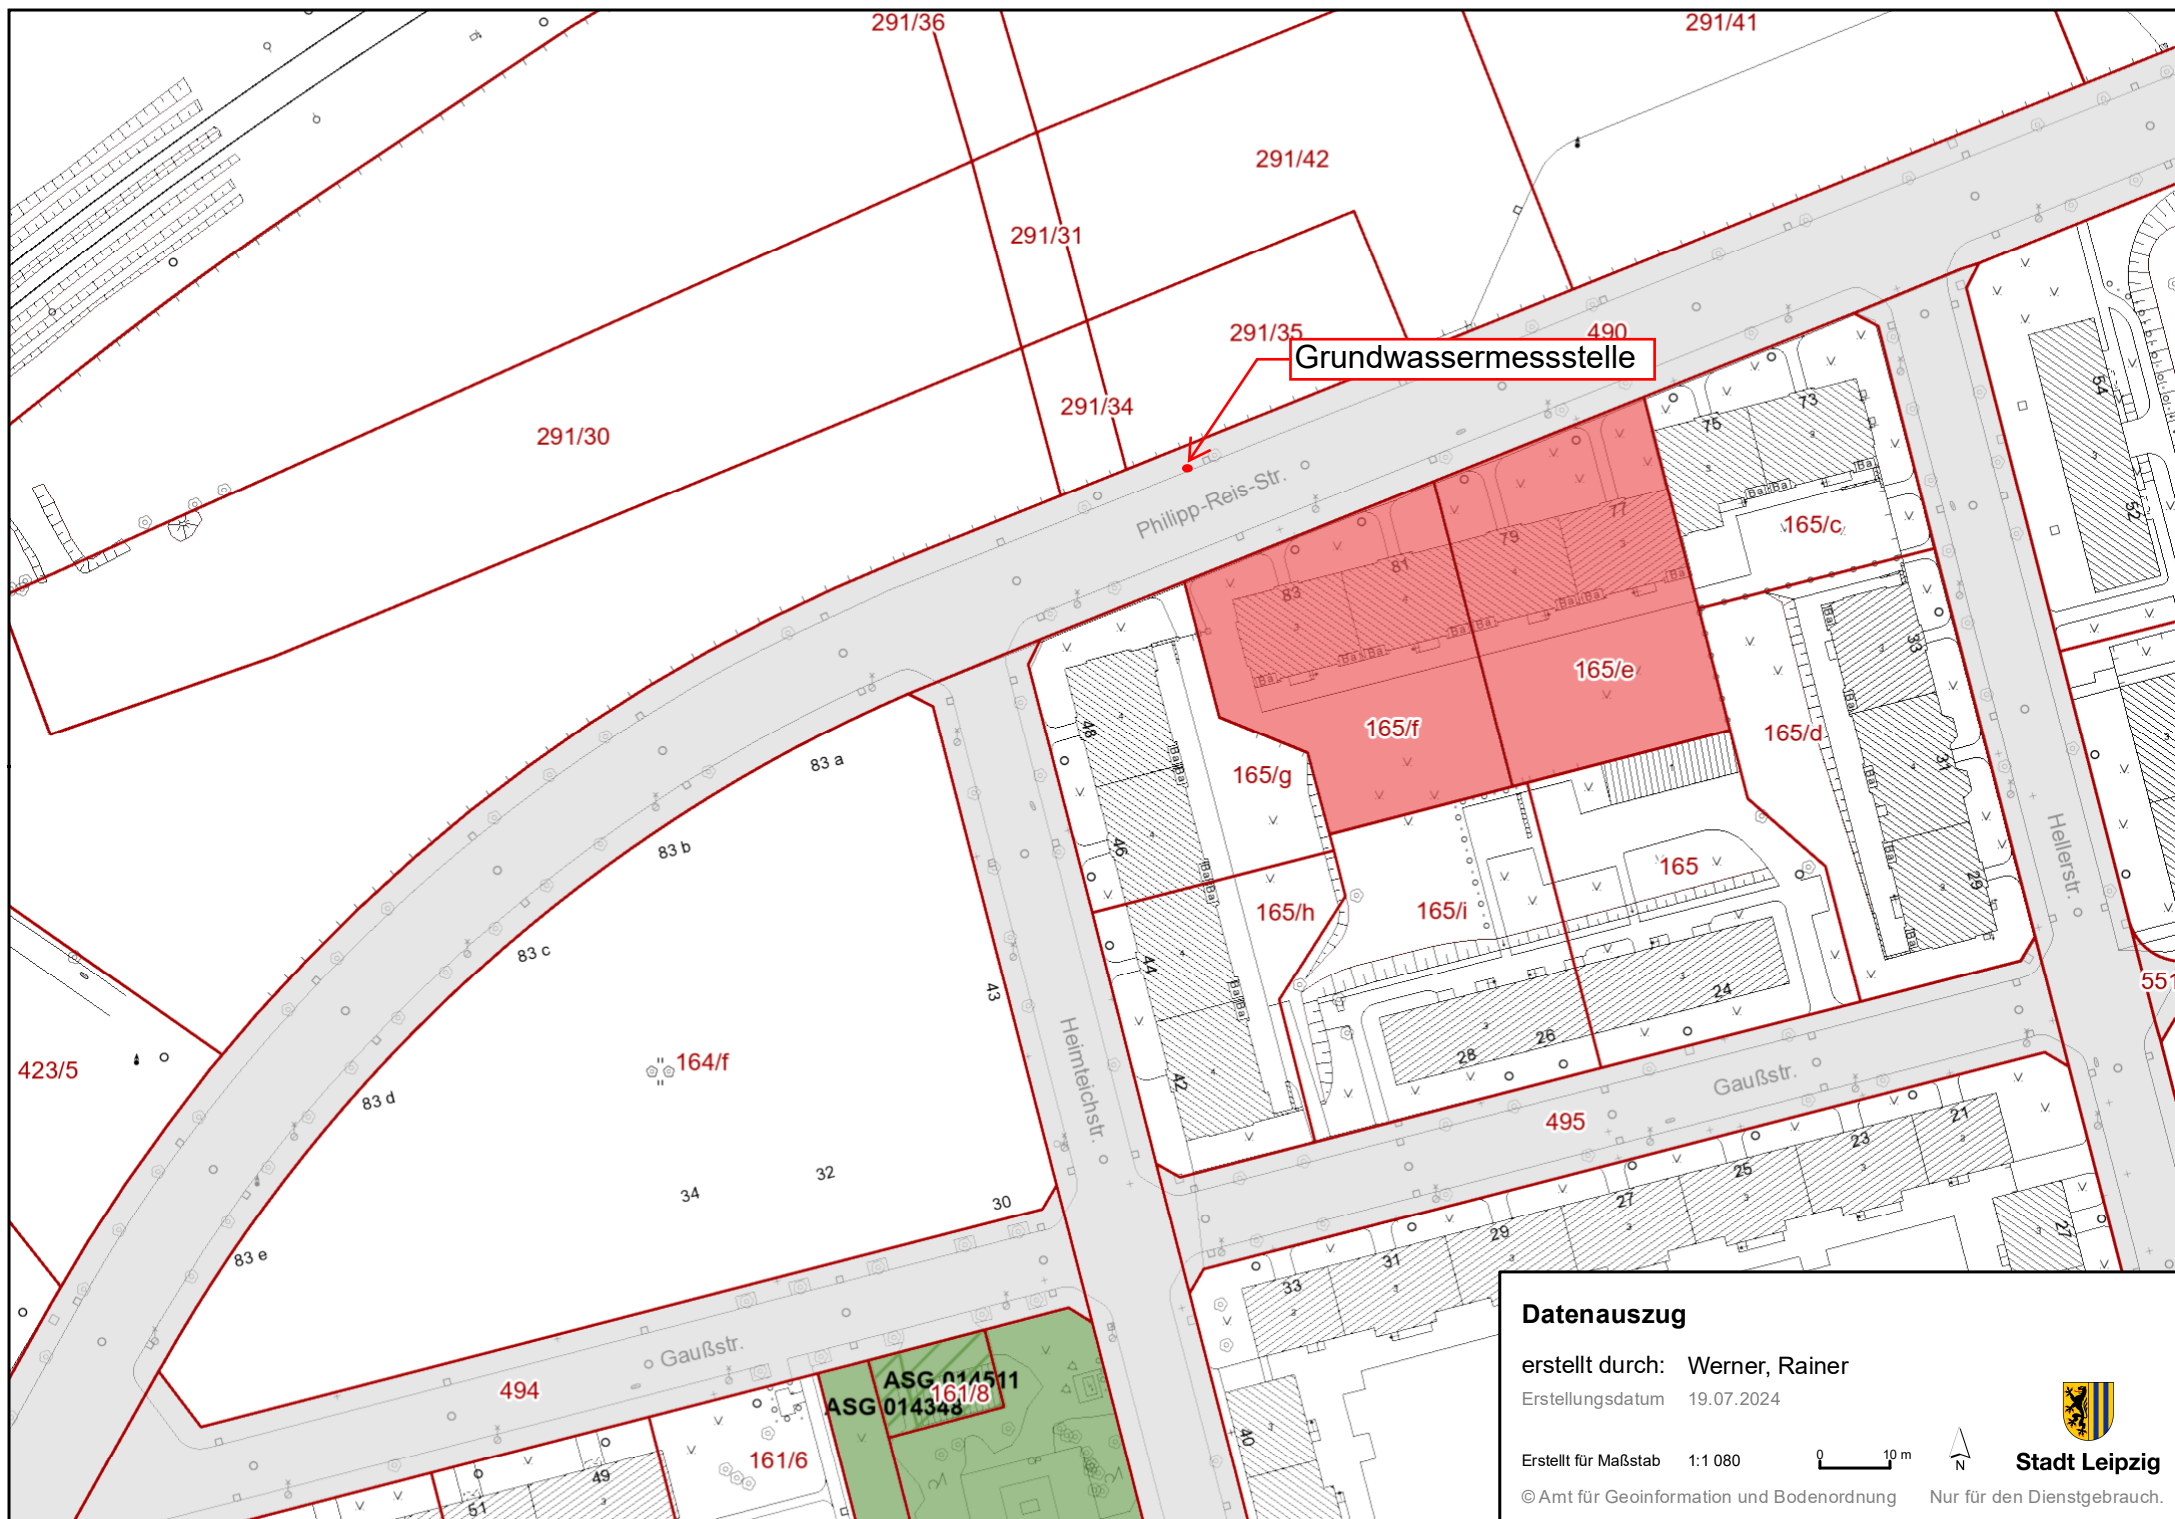 291/36
291/41
291/42
291/31
291/35
490
Grundwassermessstelle
291/34
291/30
Philipp-Reis-Str.
73
75
54
52
77
79
81
83
165/c
165/e
165/f
165/d
165/g
165/h
165/i
165
33
31
29
48
46
44
42
Hellerstr.
83 a
83 b
83 c
83 d
83 e
43
Heimteichstr.
24
26
28
551
423/5
164/f
Gaußstr.
495
21
23
25
27
29
31
33
27
34
32
30
Gaußstr.
494
ASG 014511
161/8
ASG 014348
161/6
49
51
40
Datenauszug
erstellt durch: Werner, Rainer
Erstellungsdatum 19.07.2024
Erstellt für Maßstab 1:1 080
0 10 m
N
Stadt Leipzig
© Amt für Geoinformation und Bodenordnung Nur für den Dienstgebrauch.